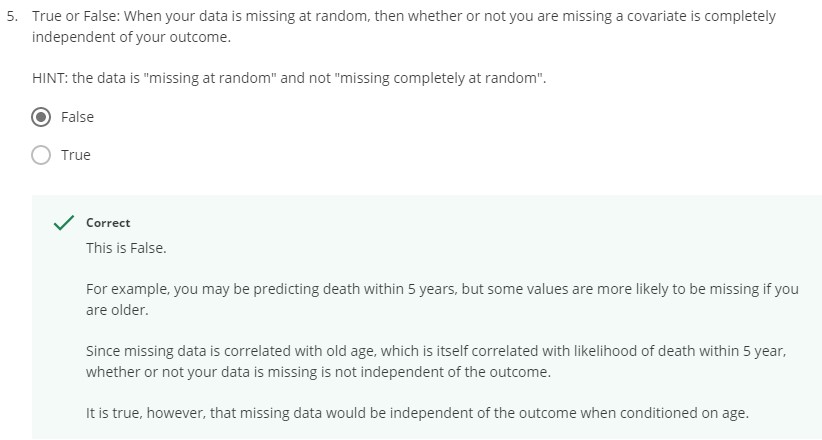 5. True or False: When your data is missing at random, then whether or not you are missing a covariate is completely
independent of your outcome.
HINT: the data is "missing at random" and not "missing completely at random".
False
True
Correct
This is False.
For example, you may be predicting death within 5 years, but some values are more likely to be missing if you
are older.
Since missing data is correlated with old age, which is itself correlated with likelihood of death within 5 year,
whether or not your data is missing is not independent of the outcome.
It is true, however, that missing data would be independent of the outcome when conditioned on age.